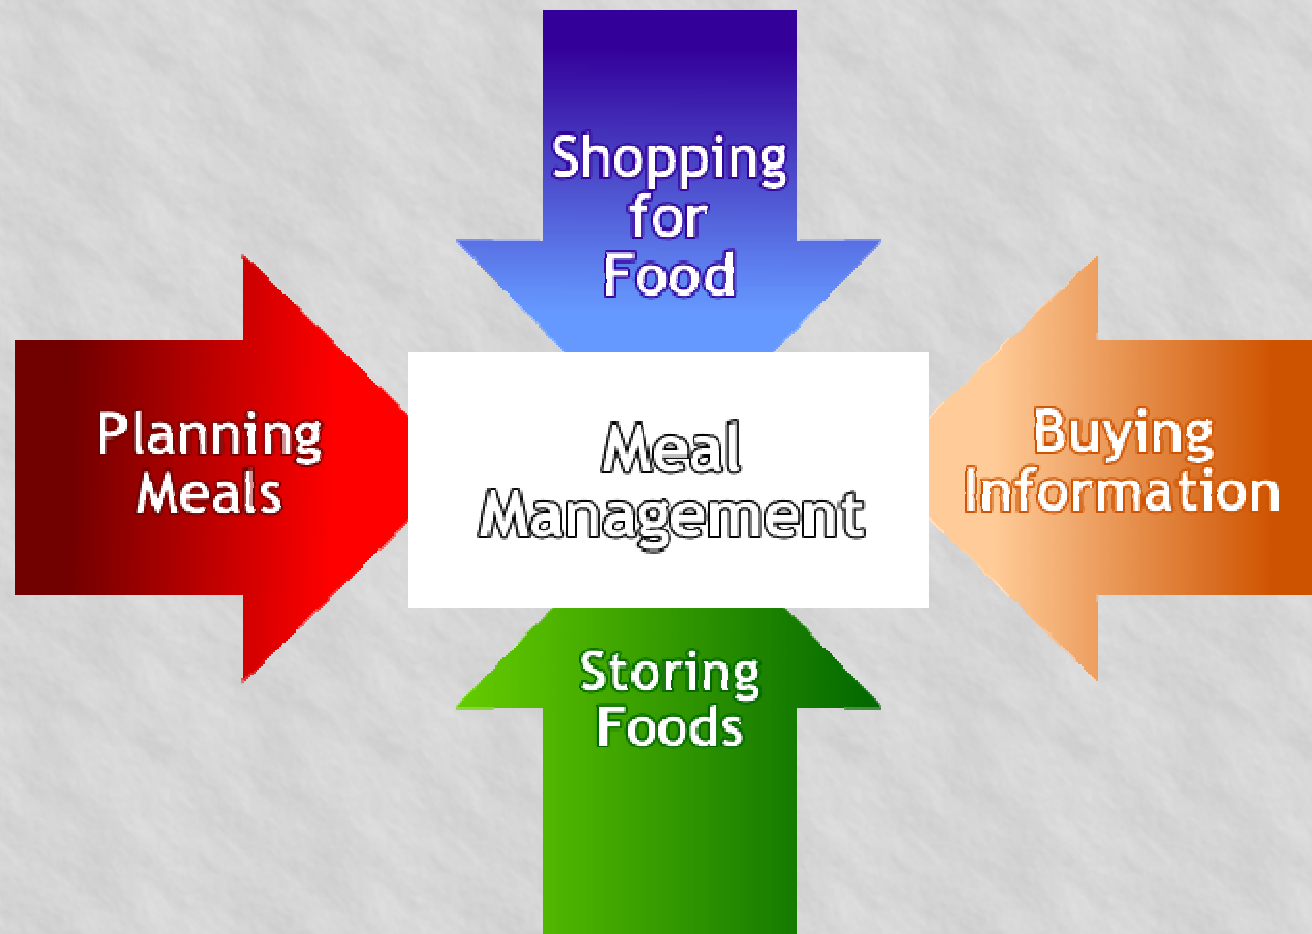 Shopping
for
Food
Planning
Meals
Meal
Management
Buying
Information
Storing
Foods